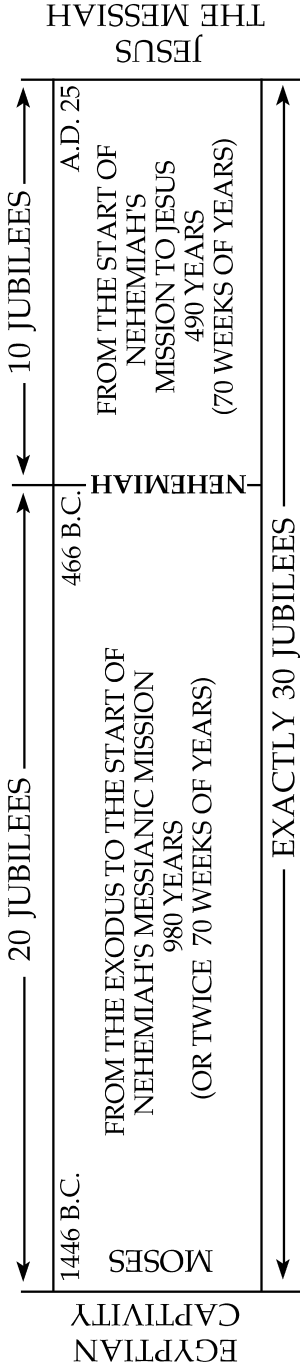 EGYPTIAN
CAPTIVITY
20 JUBILEES
10 JUBILEES
1446 B.C.
466 B.C.
A.D. 25
MOSES
FROM THE EXODUS TO THE START OF
NEHEMIAH'S MESSIANIC MISSION
980 YEARS
(OR TWICE 70 WEEKS OF YEARS)
NEHEMIAH
FROM THE START OF
NEHEMIAH'S
MISSION TO JESUS
490 YEARS
(70 WEEKS OF YEARS)
EXACTLY 30 JUBILEES
JESUS
THE MESSIAH